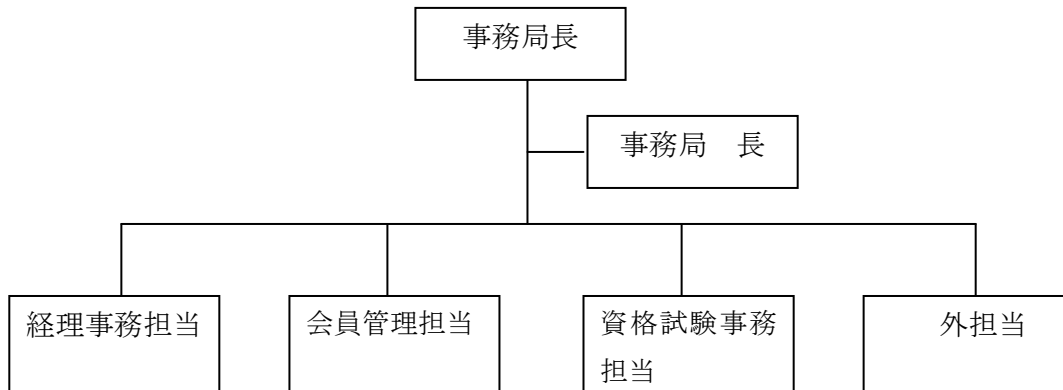 事務局長
事務局　長
経理事務担当
会員管理担当
資格試験事務
担当
外担当